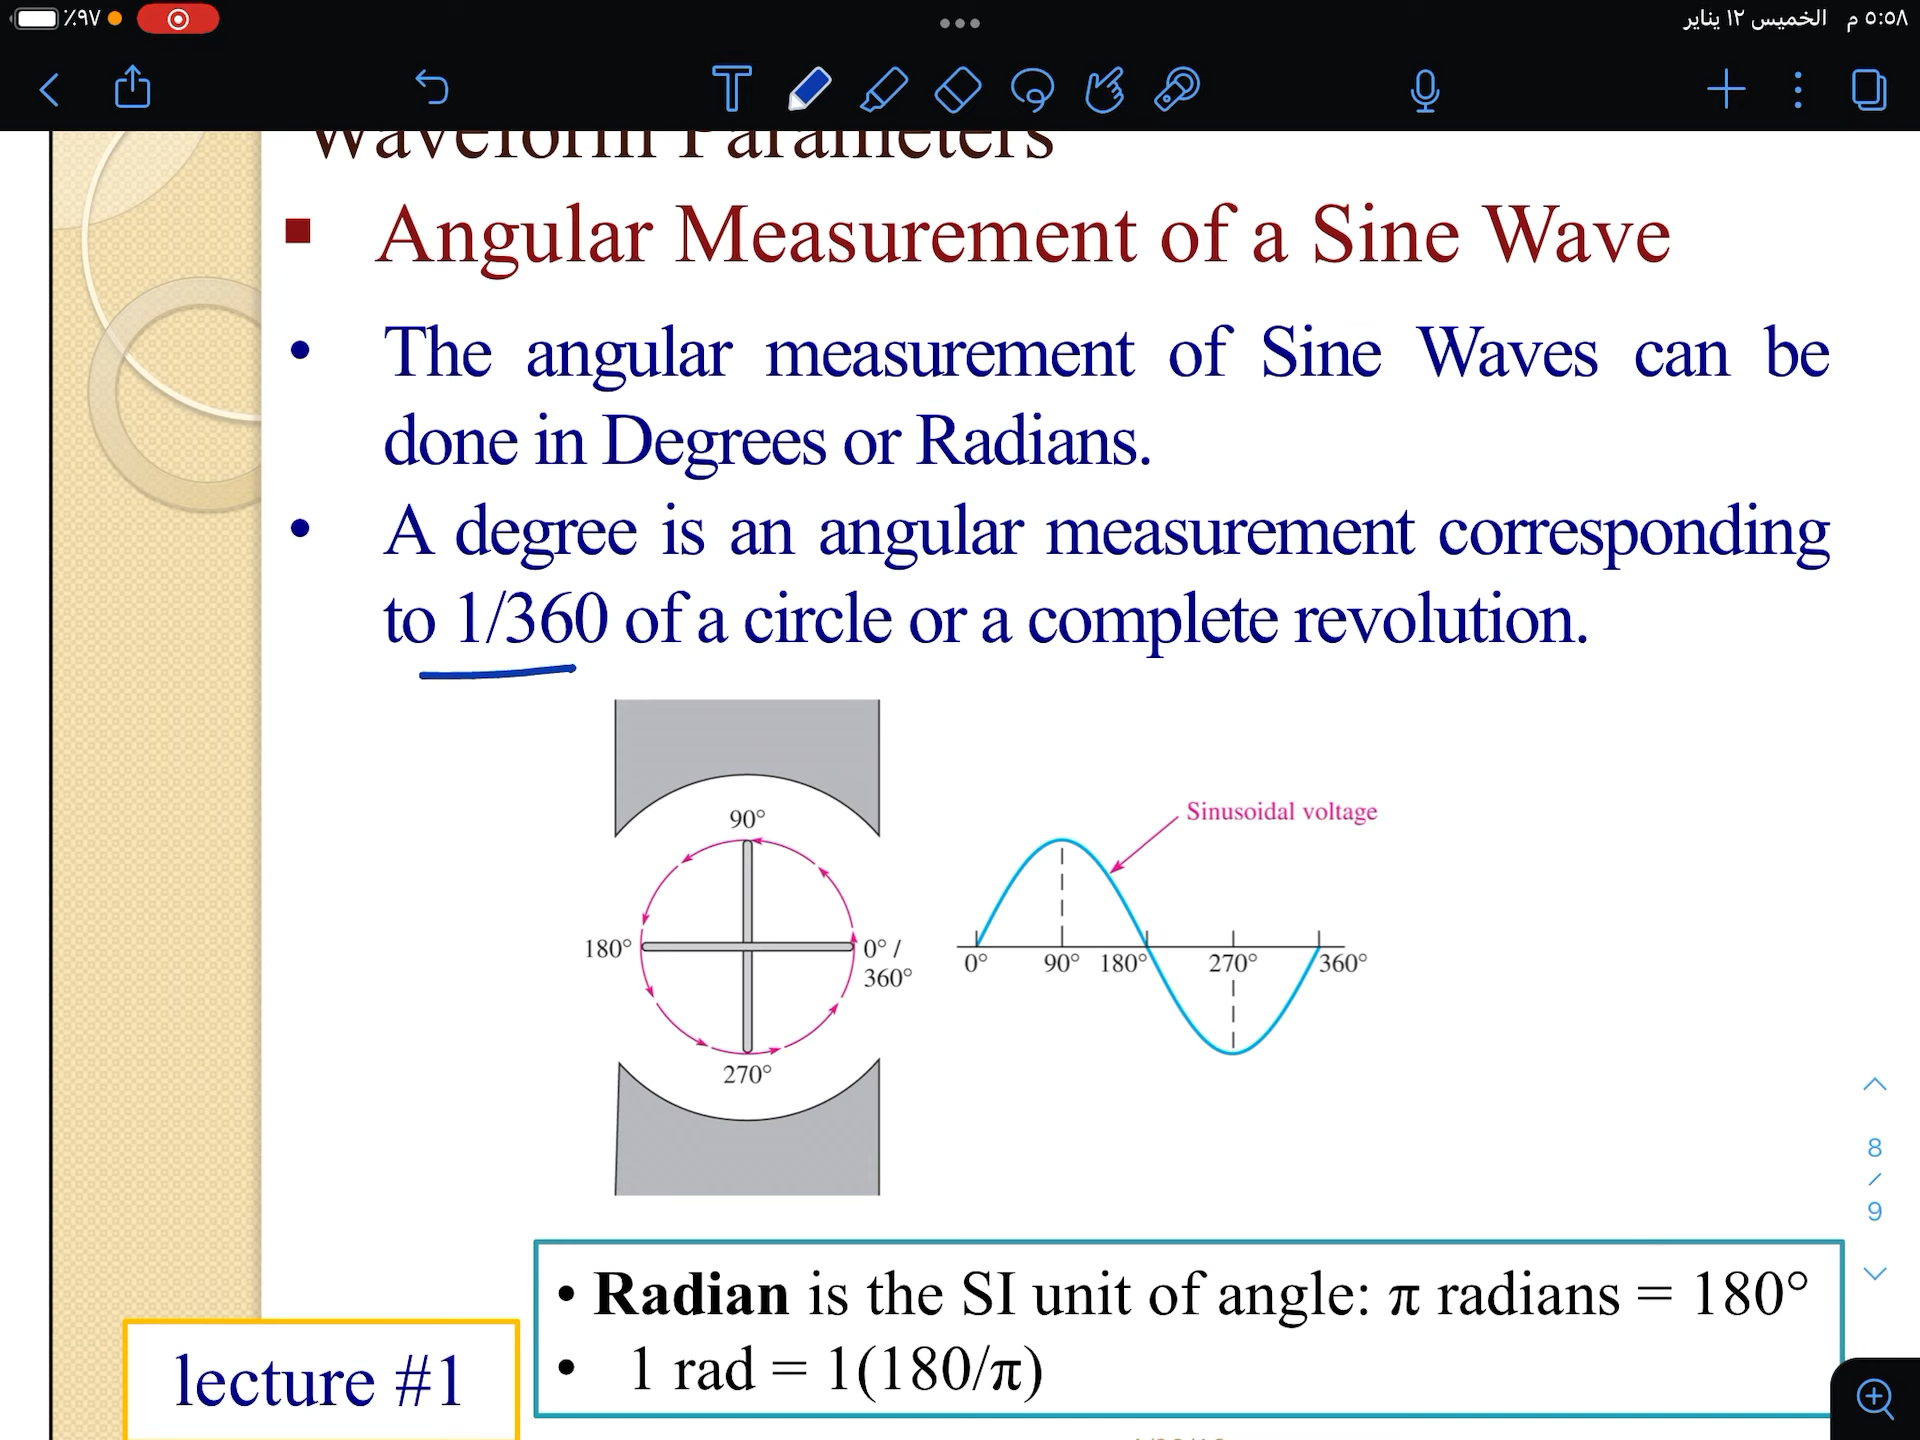 ٪٩٧
الخميس ١٢ يناير ٥:٥٨ م
Waveform Parameters
▪ Angular Measurement of a Sine Wave
• The angular measurement of Sine Waves can be
done in Degrees or Radians.
• A degree is an angular measurement corresponding
to 1/360 of a circle or a complete revolution.
90°
180°
0° /
360°
270°
Sinusoidal voltage
0° 90° 180° 270° 360°
8
/
9
• Radian is the SI unit of angle: π radians = 180°
• 1 rad = 1(180/π)
lecture #1